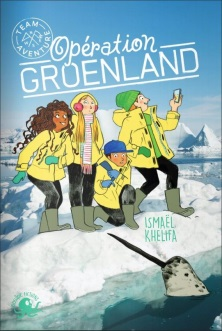 TEAM
AVENTURE
Opération
GROENLAND
ISMAËL
KHELIFA